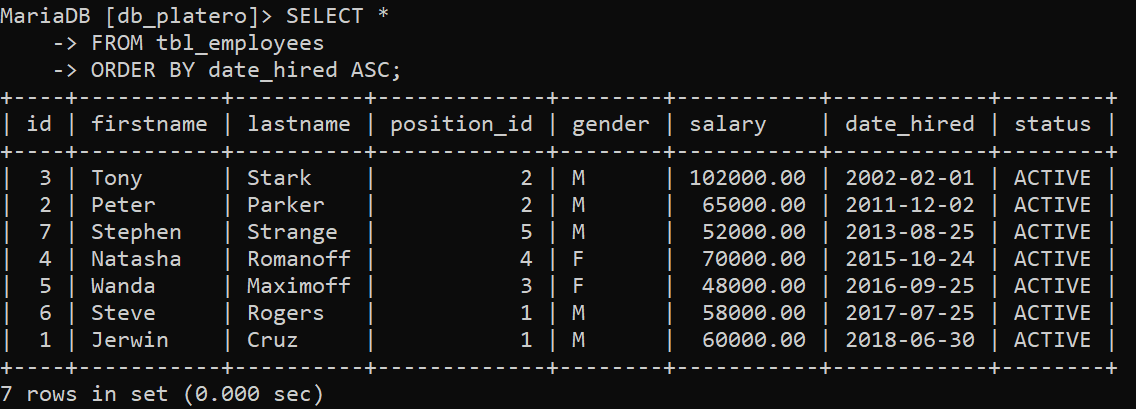 MariaDB [db_platero]> SELECT *
    -> FROM tbl_employees
    -> ORDER BY date_hired ASC;
+----+-----------+----------+-------------+--------+-----------+------------+--------+
| id | firstname | lastname | position_id | gender | salary    | date_hired | status |
+----+-----------+----------+-------------+--------+-----------+------------+--------+
|  3 | Tony      | Stark    |           2 | M      | 102000.00 | 2002-02-01 | ACTIVE |
|  2 | Peter     | Parker   |           2 | M      |  65000.00 | 2011-12-02 | ACTIVE |
|  7 | Stephen   | Strange  |           5 | M      |  52000.00 | 2013-08-25 | ACTIVE |
|  4 | Natasha   | Romanoff |           4 | F      |  70000.00 | 2015-10-24 | ACTIVE |
|  5 | Wanda     | Maximoff |           3 | F      |  48000.00 | 2016-09-25 | ACTIVE |
|  6 | Steve     | Rogers   |           1 | M      |  58000.00 | 2017-07-25 | ACTIVE |
|  1 | Jerwin    | Cruz     |           1 | M      |  60000.00 | 2018-06-30 | ACTIVE |
+----+-----------+----------+-------------+--------+-----------+------------+--------+
7 rows in set (0.000 sec)